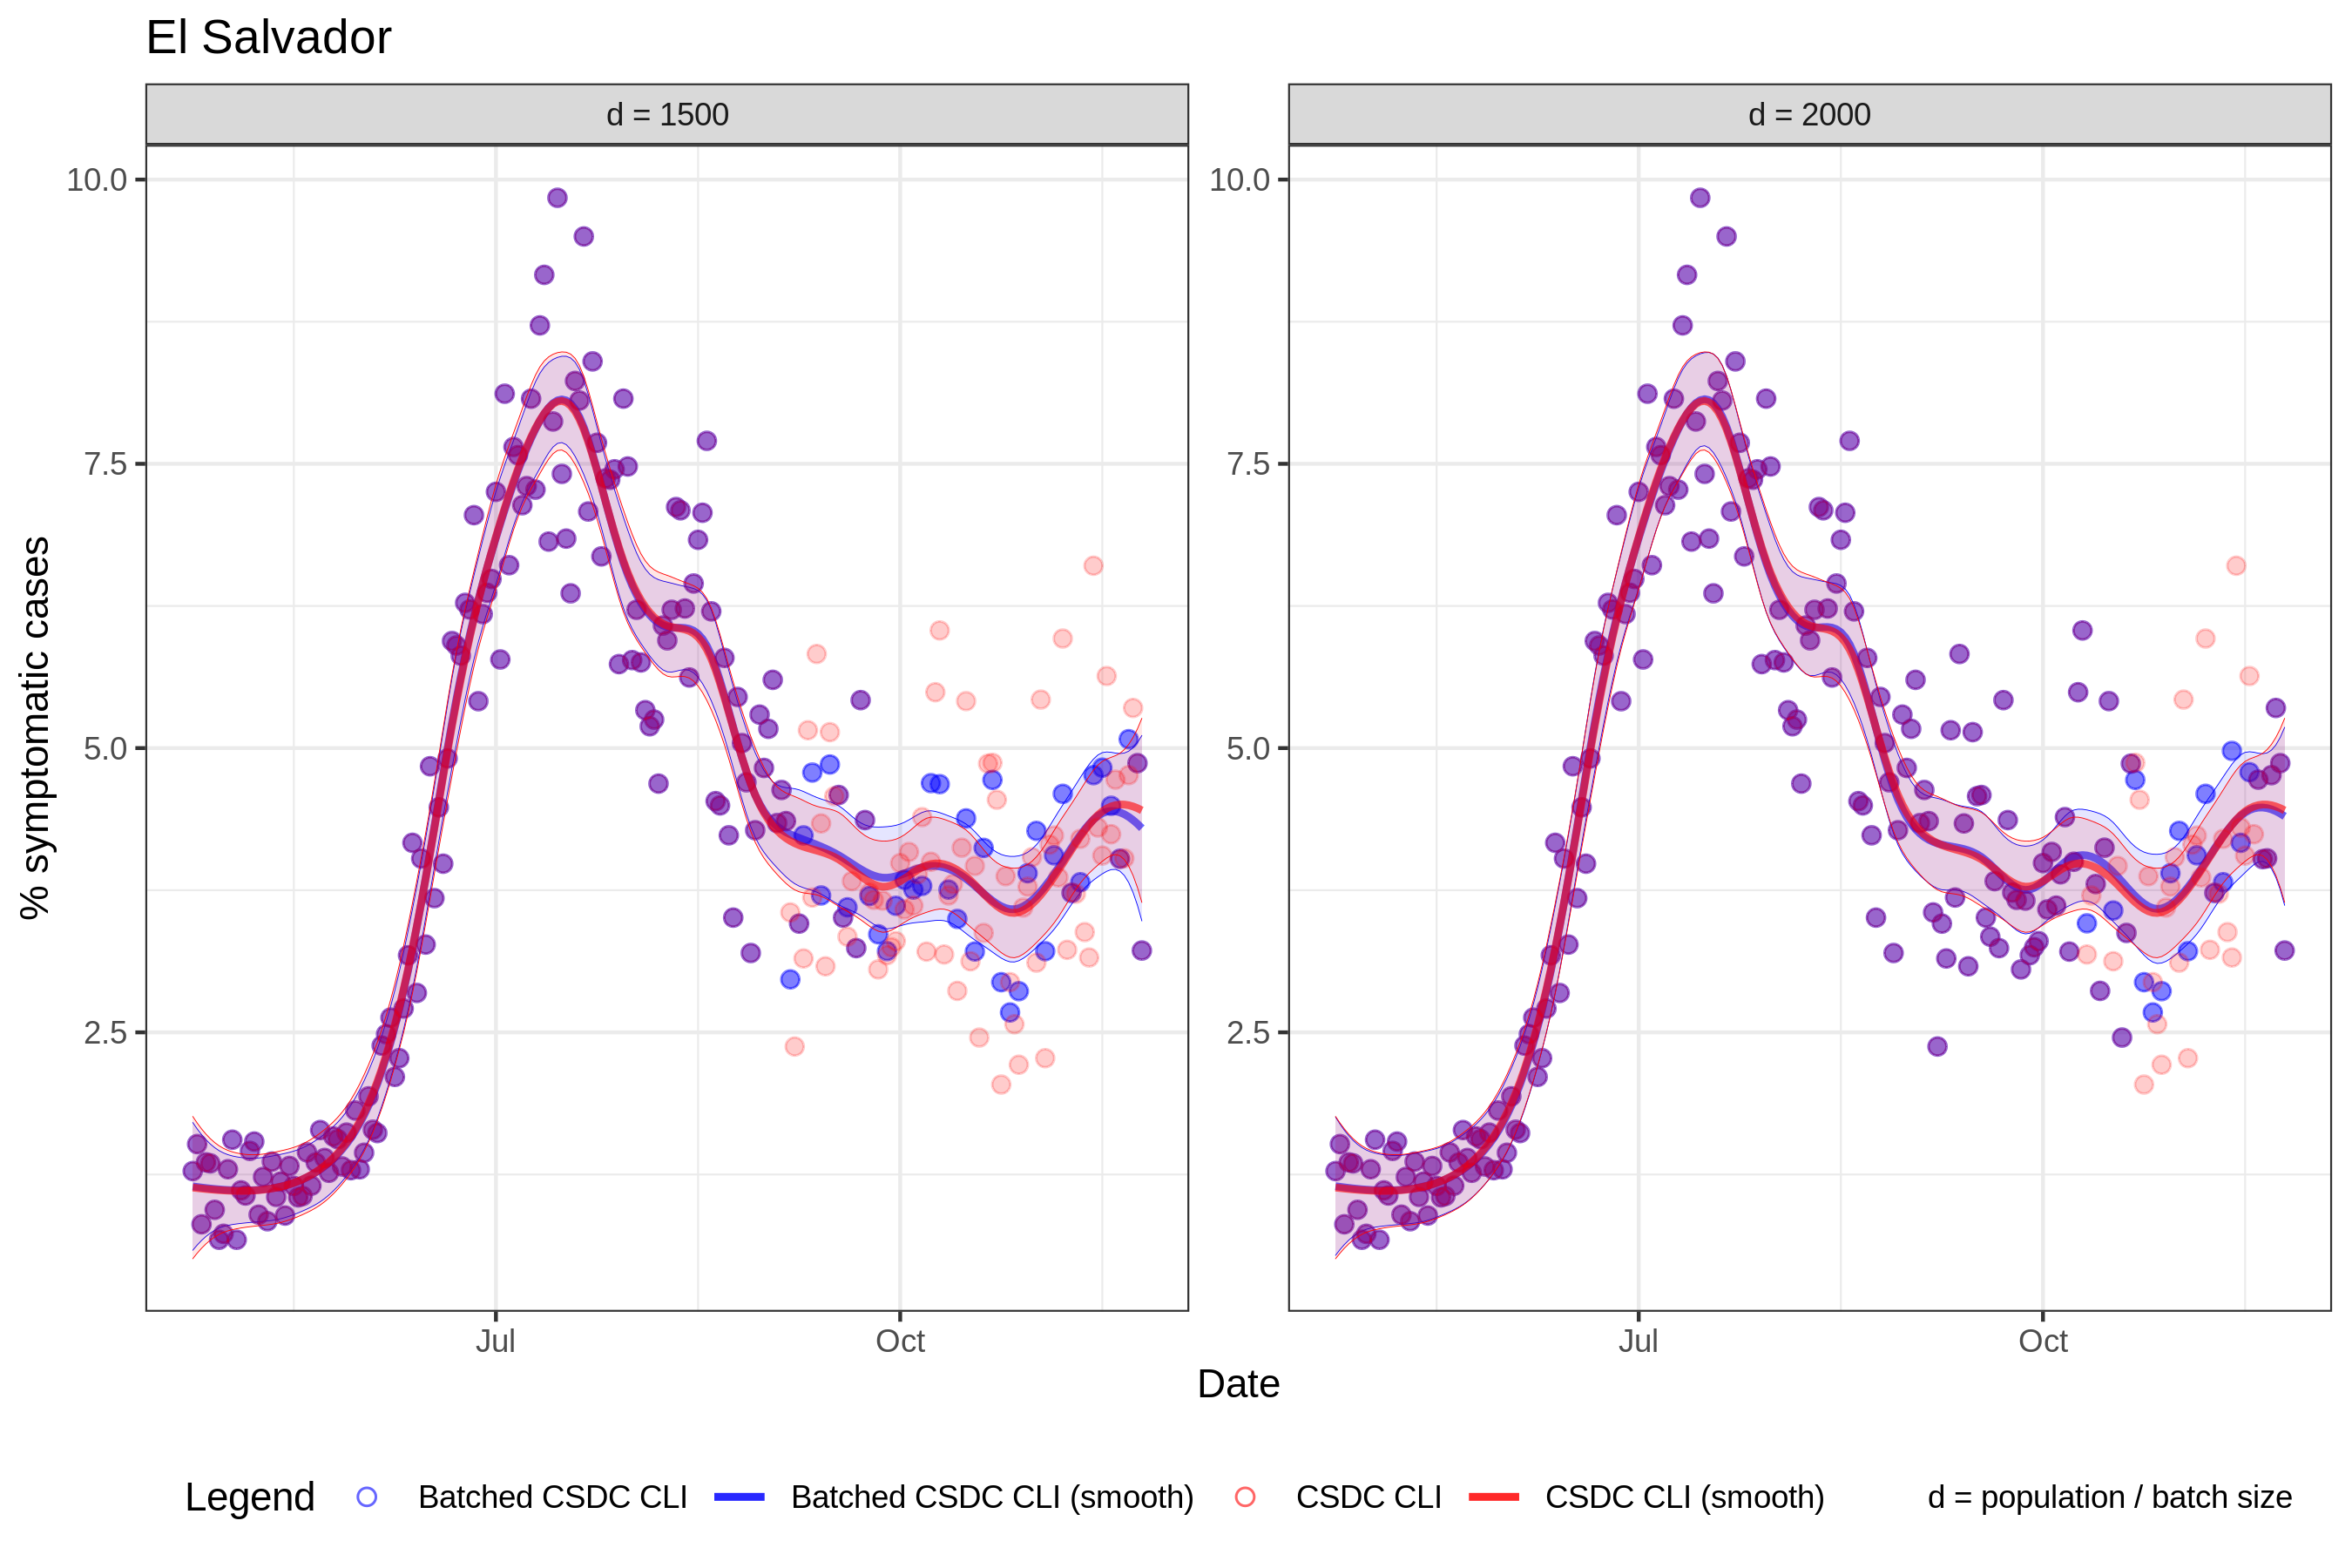 El Salvador
d = 1500
d = 2000
% symptomatic cases
10.0
7.5
5.0
2.5
10.0
7.5
5.0
2.5
Jul
Oct
Jul
Oct
Date
Legend
Batched CSDC CLI
Batched CSDC CLI (smooth)
CSDC CLI
CSDC CLI (smooth)
d = population / batch size